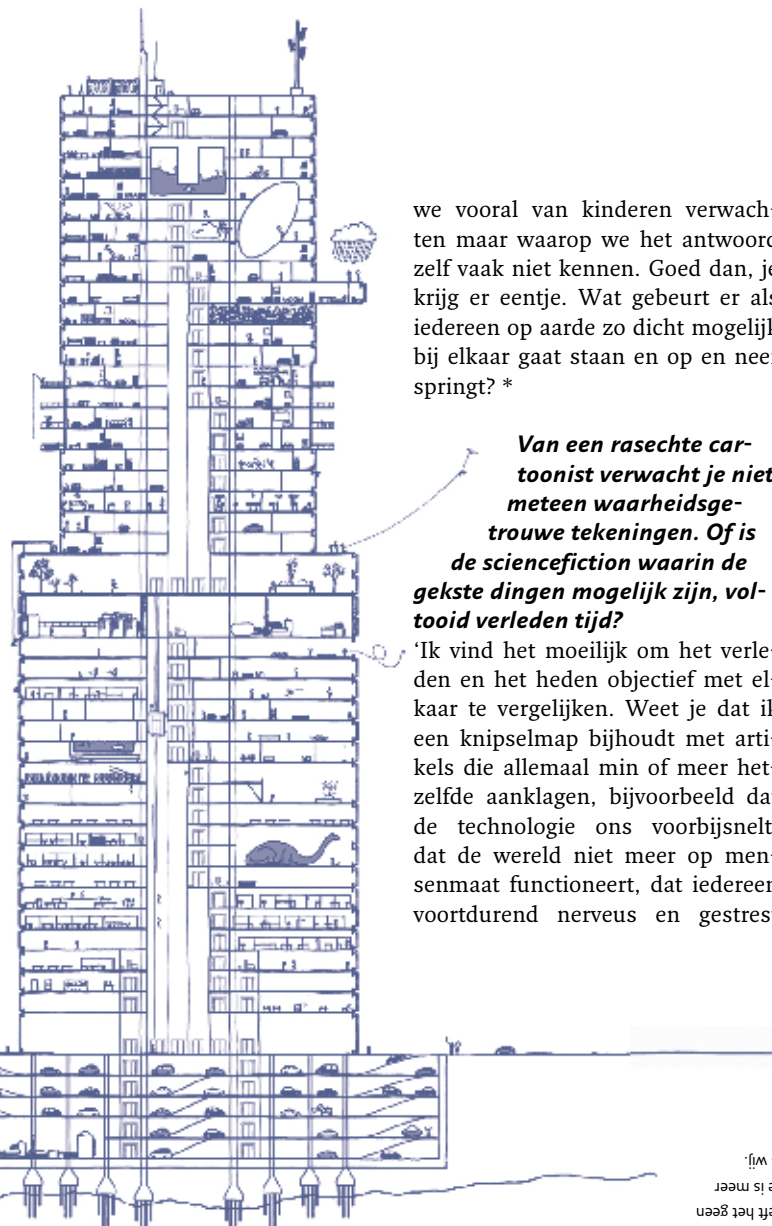 we vooral van kinderen verwach-
ten maar waarop we het antwoord
zelf vaak niet kennen. Goed dan, je
krijg er eentje. Wat gebeurt er als
iedereen op aarde zo dicht mogelijk
bij elkaar gaat staan en op en neer
springt? *
Van een rasechte car-
toonist verwacht je niet
meteen waarheidsge-
trouwe tekeningen. Of is
de sciencefiction waarin de
gekste dingen mogelijk zijn, vol-
tooid verleden tijd?
‘Ik vind het moeilijk om het verle-
den en het heden objectief met el-
kaar te vergelijken. Weet je dat ik
een knipselmap bijhoudt met arti-
kels die allemaal min of meer het-
zelfde aanklagen, bijvoorbeeld dat
de technologie ons voorbijsnelt,
dat de wereld niet meer op men-
senmaat functioneert, dat iedereen
voortdurend nerveus en gestrest
het geen
is meer
wij.